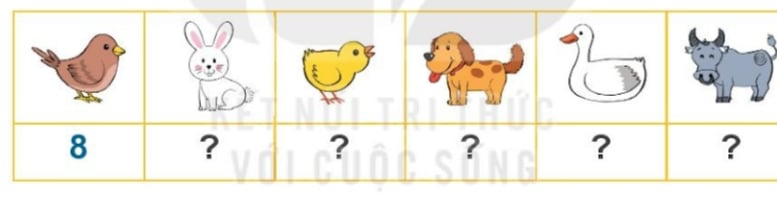 8 ? ? ? ? ?
KẾT NỐI TRI THỨC
VỚI CUỘC SỐNG